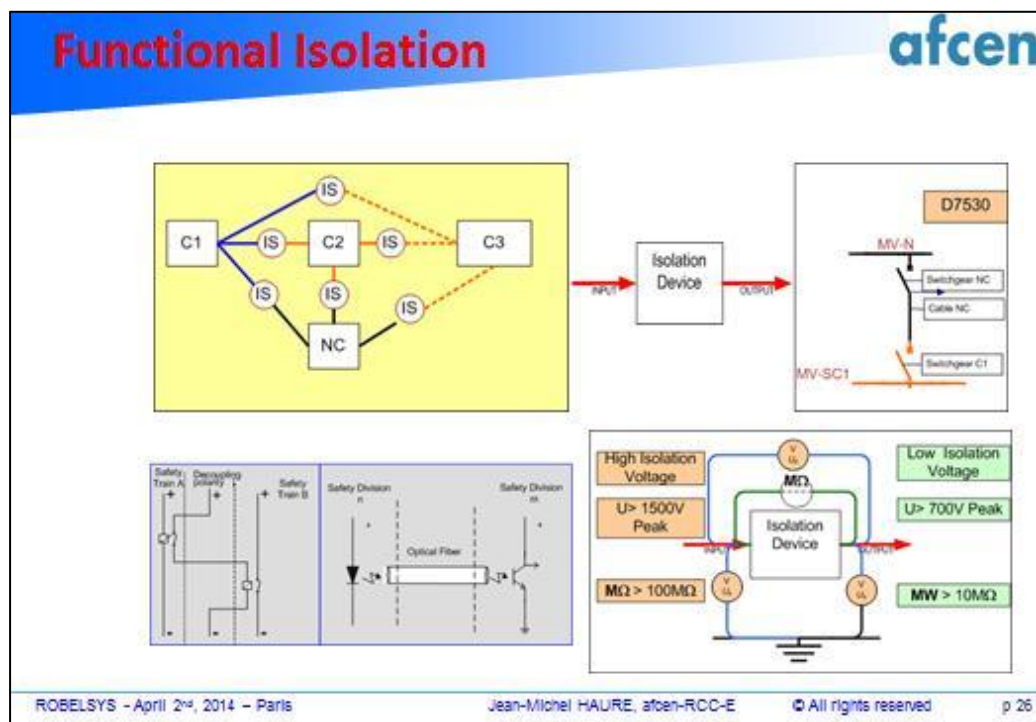 Functional Isolation
afcen
IS
C1
IS
C2
IS
C3
IS
IS
IS
NC
INPUT
Isolation
Device
OUTPUT
D7530
MV-N
Switchgear NC
Cable NC
Switchgear C1
MV-SC1
Safety
Train A
Decoupling
polarity
Safety
Train B
+
+
+
-
-
-
Safety Division
n
Safety Division
m
+
+
Optical Fiber
High Isolation
Voltage
U> 1500V
Peak
MΩ > 100MΩ
V
MΩ
Isolation
Device
INPUT
OUTPUT
V
V
Low Isolation
Voltage
U> 700V Peak
MW > 10MΩ
ROBELSYS - April 2nd, 2014 – Paris
Jean-Michel HAURE, afcen-RCC-E
© All rights reserved
p 26